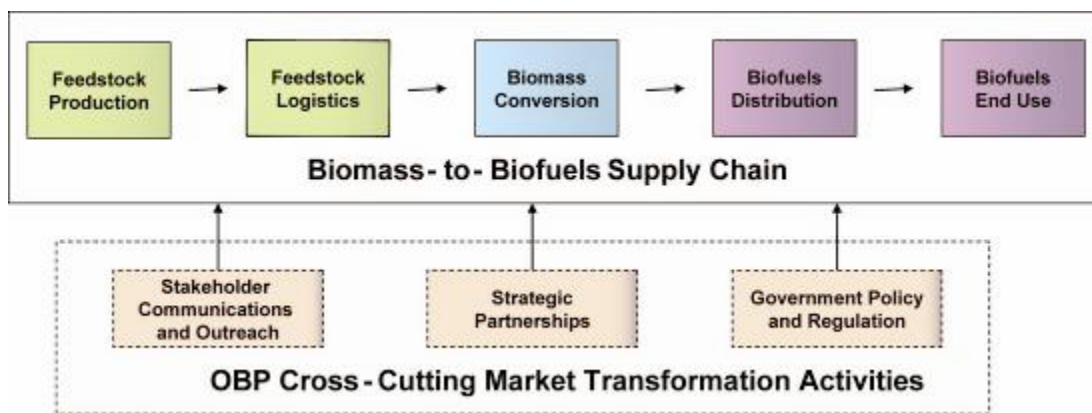 Feedstock
Production
Feedstock
Logistics
Biomass
Conversion
Biofuels
Distribution
Biofuels
End Use
Biomass - to - Biofuels Supply Chain
Stakeholder
Communications
and Outreach
Strategic
Partnerships
Government Policy
and Regulation
OBP Cross - Cutting Market Transformation Activities